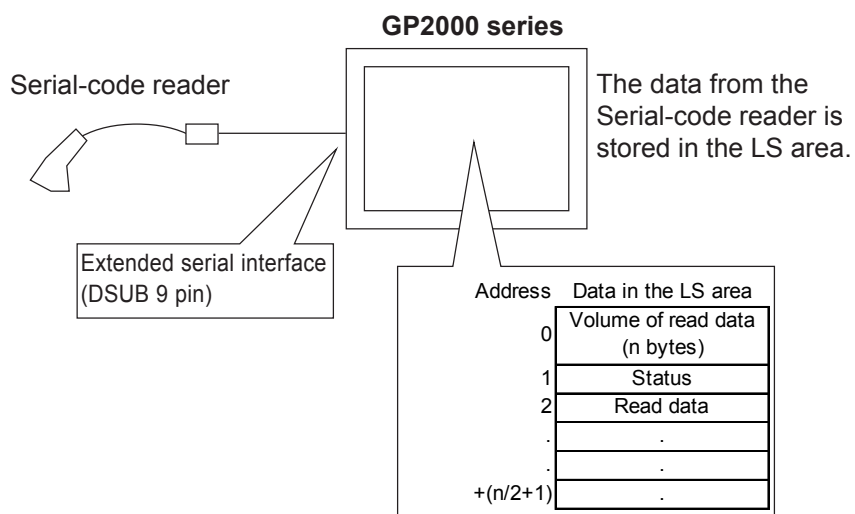 GP2000 series
Serial-code reader
The data from the
Serial-code reader is
stored in the LS area.
Extended serial interface
(DSUB 9 pin)
Address Data in the LS area
0 Volume of read data
(n bytes)
1 Status
2 Read data
. .
. .
+(n/2+1) .